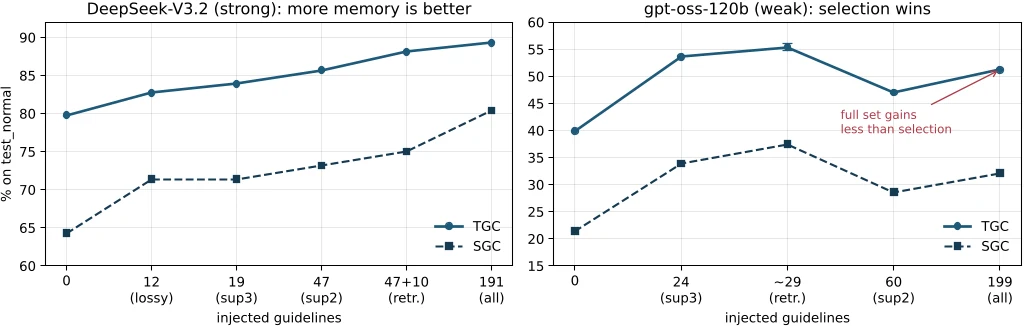 DeepSeek-V3.2 (strong): more memory is better
% on test_normal
90
85
80
75
70
65
60
0
12
(lossy)
19
(sup3)
47
(sup2)
47+10
(retr.)
191
(all)
injected guidelines
TGC
SGC
gpt-oss-120b (weak): selection wins
60
55
50
45
40
35
30
25
20
15
0
24
(sup3)
~29
(retr.)
60
(sup2)
199
(all)
injected guidelines
full set gains
less than selection
TGC
SGC